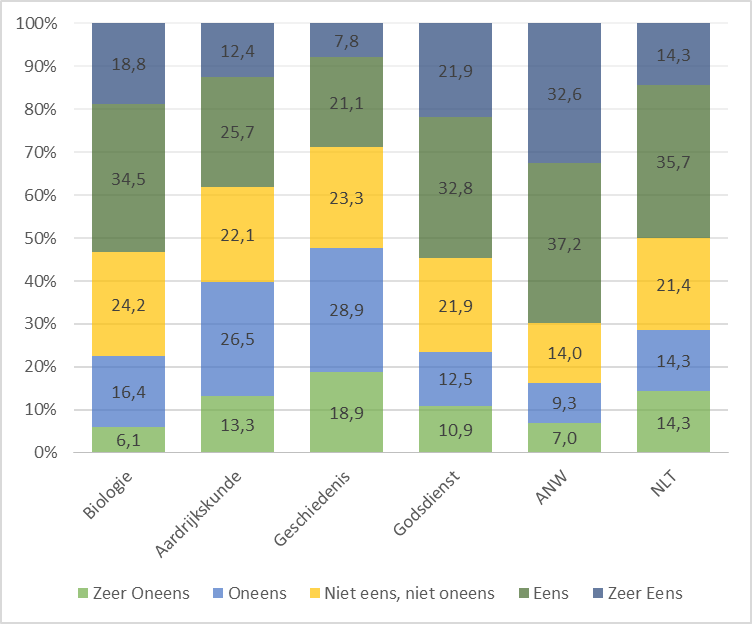 100%
90%
80%
70%
60%
50%
40%
30%
20%
10%
0%
18,8 12,4 7,8 21,9 32,6 14,3
34,5 25,7 21,1 32,8 37,2 35,7
24,2 22,1 23,3 21,9 14,0 21,4
16,4 26,5 28,9 12,5 9,3 14,3
6,1 13,3 18,9 10,9 7,0 14,3
Biologie
Aardrijkskunde
Geschiedenis
Godsdienst
ANW
NLT
Zeer Oneens Oneens Niet eens, niet oneens Eens Zeer Eens